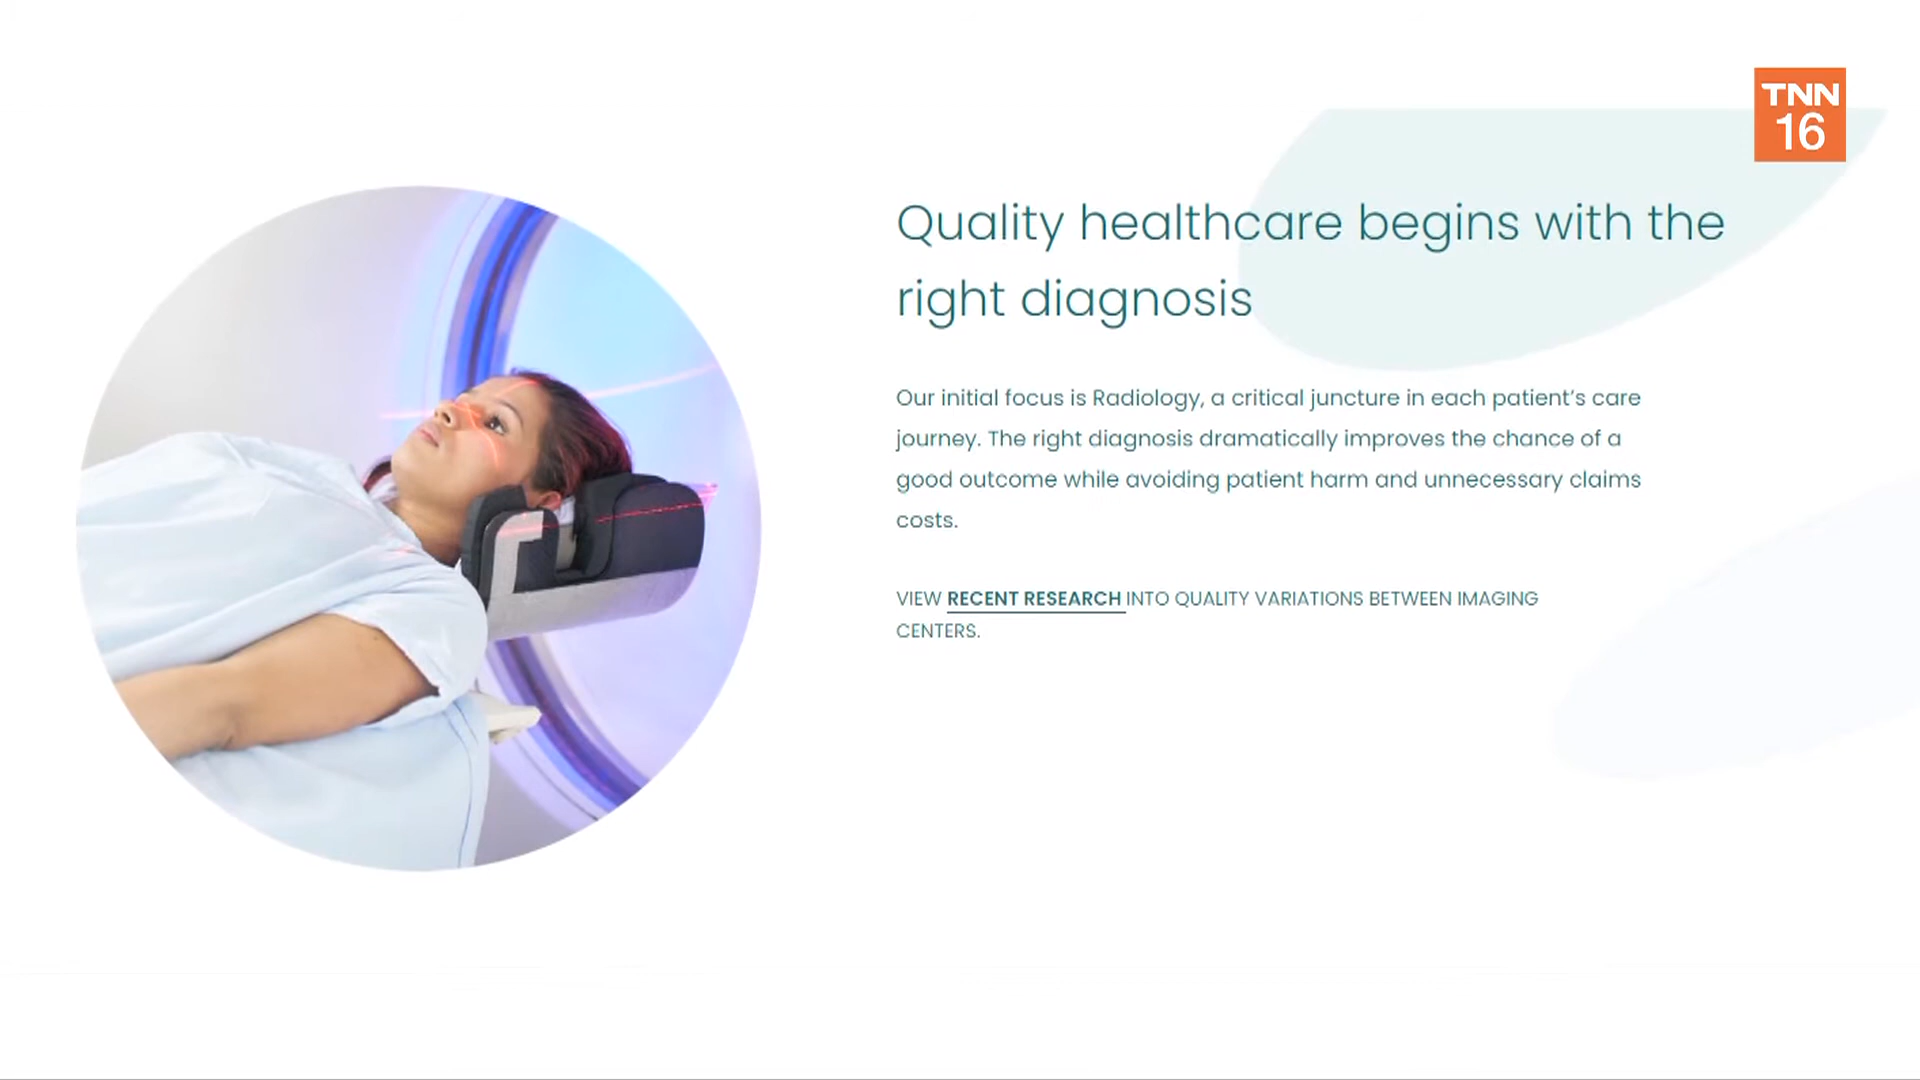 TNN
16
Quality healthcare begins with the
right diagnosis
Our initial focus is Radiology, a critical juncture in each patient’s care
journey. The right diagnosis dramatically improves the chance of a
good outcome while avoiding patient harm and unnecessary claims
costs.
VIEW RECENT RESEARCH INTO QUALITY VARIATIONS BETWEEN IMAGING
CENTERS.